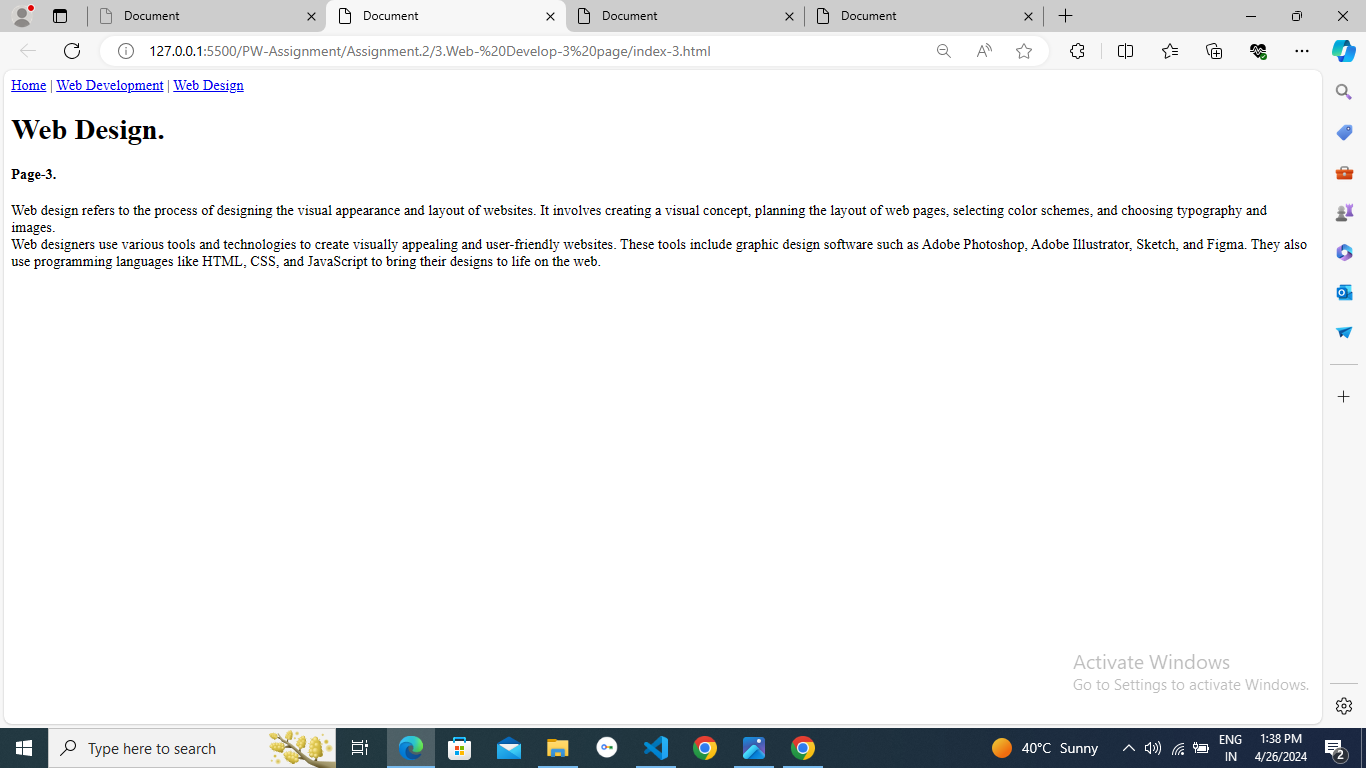 Document
Document
Document
Document
127.0.0.1:5500/PW-Assignment/Assignment.2/3.Web-%20Develop-3%20page/index-3.html
Home | Web Development | Web Design
Web Design.
Page-3.
Web design refers to the process of designing the visual appearance and layout of websites. It involves creating a visual concept, planning the layout of web pages, selecting color schemes, and choosing typography and
images.
Web designers use various tools and technologies to create visually appealing and user-friendly websites. These tools include graphic design software such as Adobe Photoshop, Adobe Illustrator, Sketch, and Figma. They also
use programming languages like HTML, CSS, and JavaScript to bring their designs to life on the web.
Activate Windows
Go to Settings to activate Windows.
Type here to search
40°C Sunny
ENG
IN
1:38 PM
4/26/2024
2